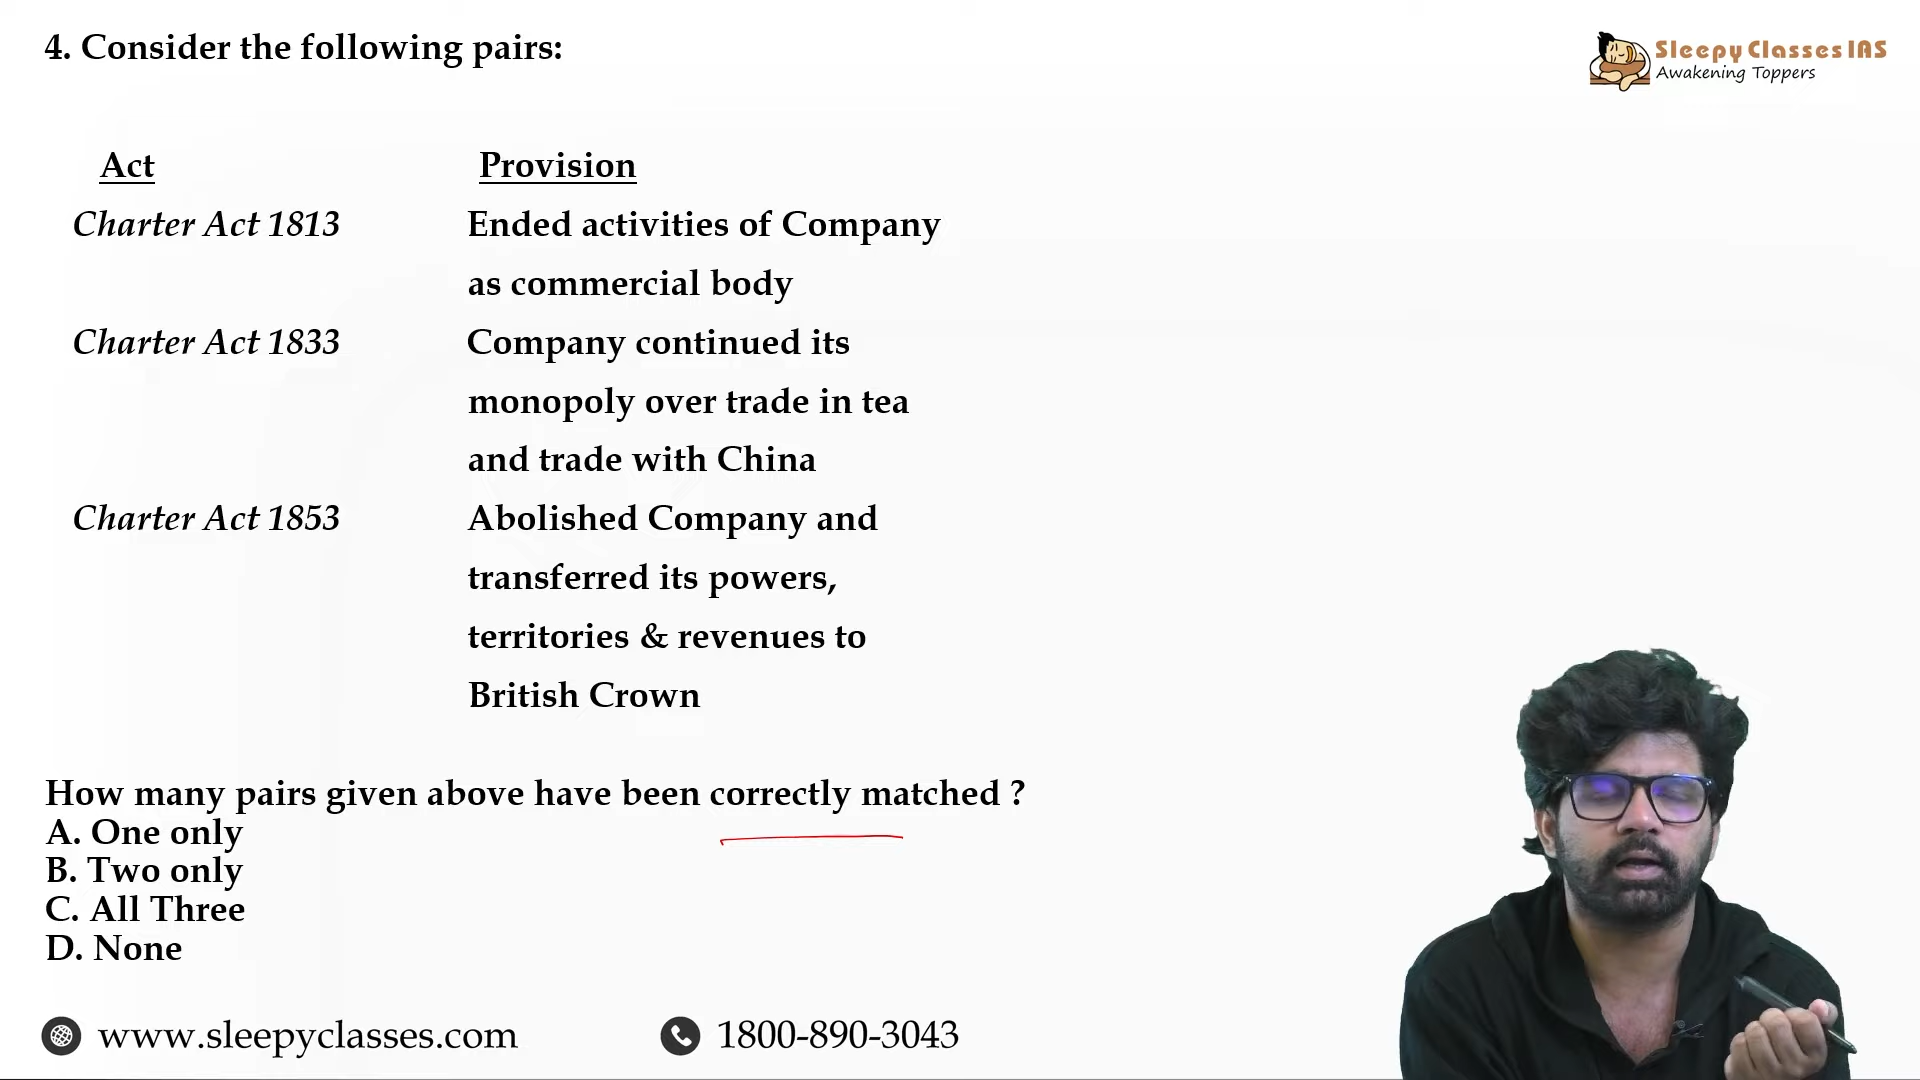 4. Consider the following pairs:
Sleepy Classes IAS
Awakening Toppers
Act Provision
Charter Act 1813 Ended activities of Company
as commercial body
Charter Act 1833 Company continued its
monopoly over trade in tea
and trade with China
Charter Act 1853 Abolished Company and
transferred its powers,
territories & revenues to
British Crown
How many pairs given above have been correctly matched ?
A. One only
B. Two only
C. All Three
D. None
www.sleepyclasses.com 1800-890-3043